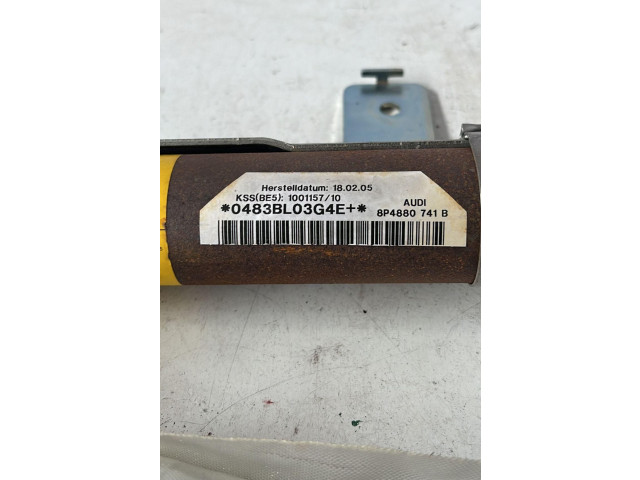 Herstelldatum: 18.02.05
KSS(BE5): 1001157/10
*0483BL03G4E+*
AUDI
8P4880 741 B